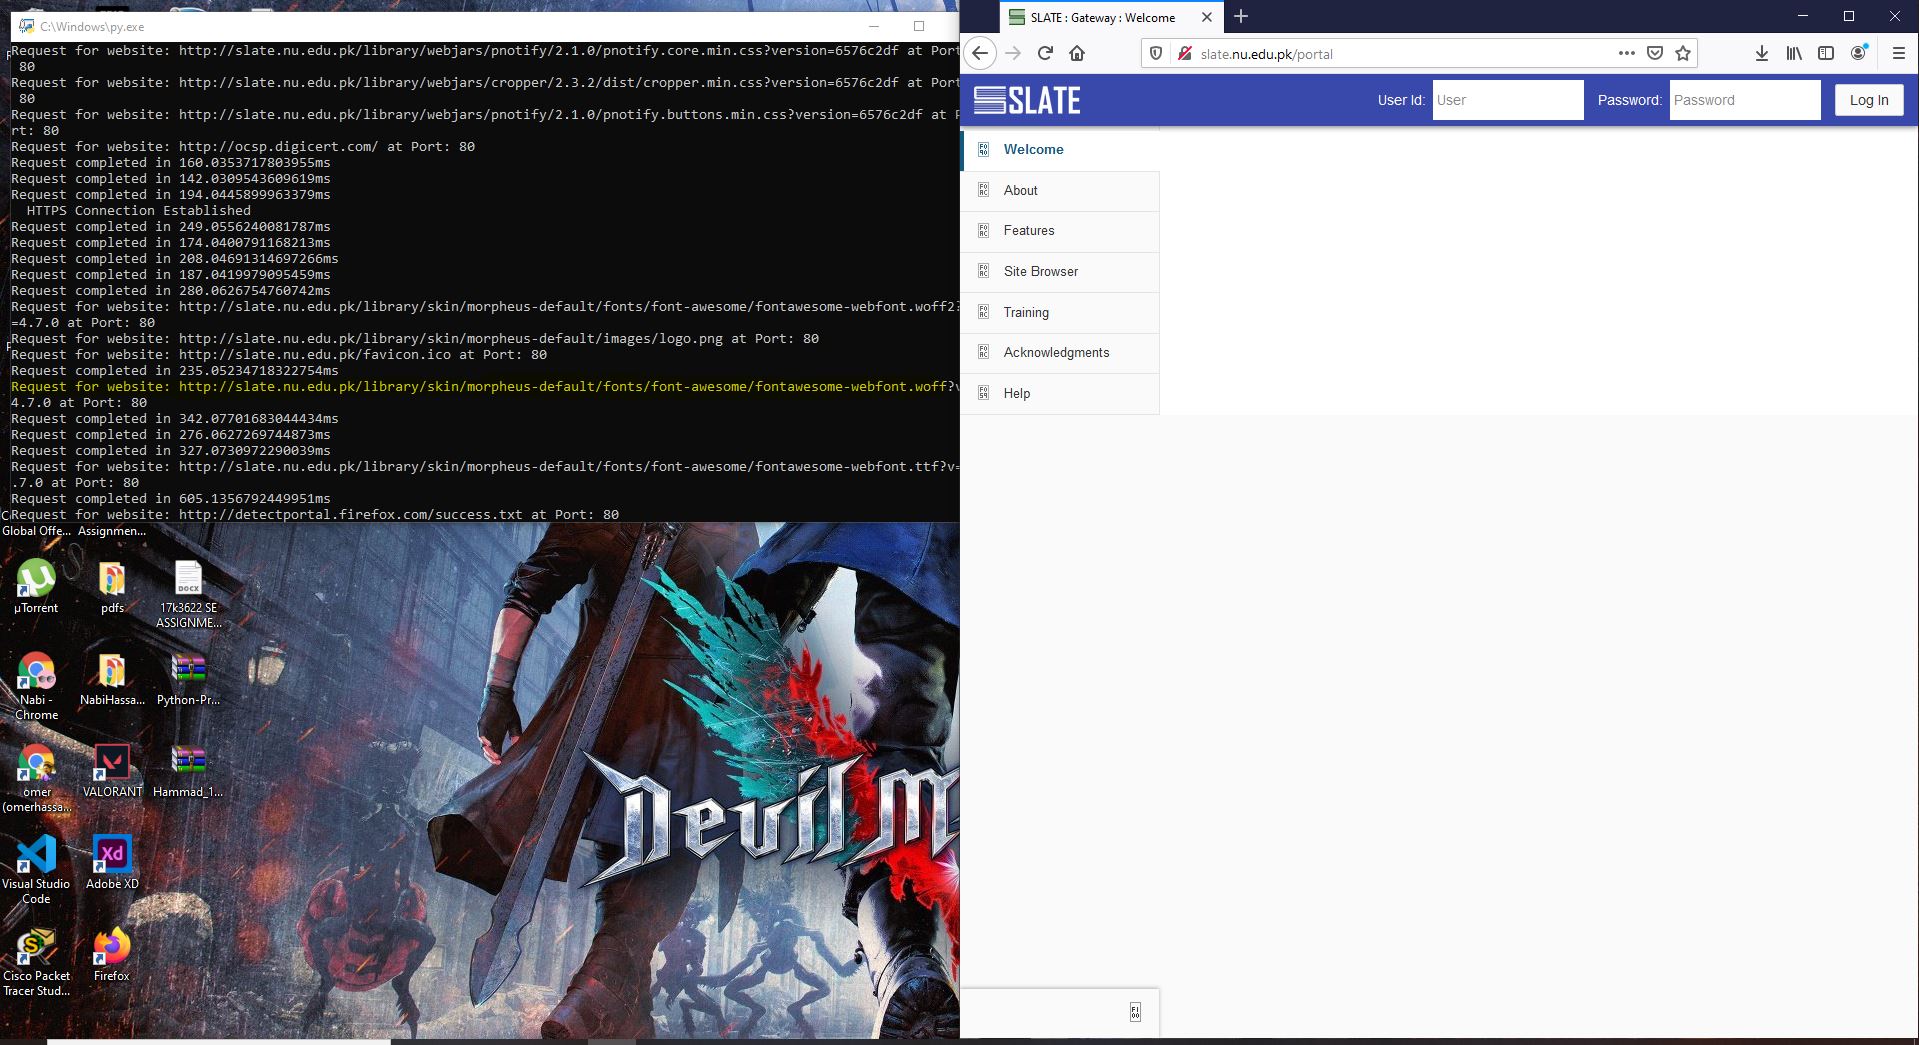 C:\Windows\py.exe
Request for website: http://slate.nu.edu.pk/library/webjars/pnotify/2.1.0/pnotify.core.min.css?version=6576c2df at Port
80
Request for website: http://slate.nu.edu.pk/library/webjars/cropper/2.3.2/dist/cropper.min.css?version=6576c2df at Port
80
Request for website: http://slate.nu.edu.pk/library/webjars/pnotify/2.1.0/pnotify.buttons.min.css?version=6576c2df at P
rt: 80
Request for website: http://ocsp.digicert.com/ at Port: 80
Request completed in 160.0353717803955ms
Request completed in 142.0309543609619ms
Request completed in 194.0445899963379ms
HTTPS Connection Established
Request completed in 249.0556240081787ms
Request completed in 174.0400791168213ms
Request completed in 208.04691314697266ms
Request completed in 187.0419979095459ms
Request completed in 280.0626754760742ms
Request for website: http://slate.nu.edu.pk/library/skin/morpheus-default/fonts/font-awesome/fontawesome-webfont.woff2?
=4.7.0 at Port: 80
Request for website: http://slate.nu.edu.pk/library/skin/morpheus-default/images/logo.png at Port: 80
Request for website: http://slate.nu.edu.pk/favicon.ico at Port: 80
Request completed in 235.05234718322754ms
Request for website: http://slate.nu.edu.pk/library/skin/morpheus-default/fonts/font-awesome/fontawesome-webfont.woff?v
4.7.0 at Port: 80
Request completed in 342.07701683044434ms
Request completed in 276.0627269744873ms
Request completed in 327.0730972290039ms
Request for website: http://slate.nu.edu.pk/library/skin/morpheus-default/fonts/font-awesome/fontawesome-webfont.ttf?v=
.7.0 at Port: 80
Request completed in 605.1356792449951ms
Request for website: http://detectportal.firefox.com/success.txt at Port: 80
Global Offe... Assignmen...
µTorrent
pdfs
17k3622 SE
ASSIGNME...
Nabi -
Chrome
NabiHassa...
Python-Pr...
omer
(omerhassa...
VALORANT
Hammad_1...
Visual Studio
Code
Adobe XD
Cisco Packet
Tracer Stud...
Firefox
Devil M
SLATE : Gateway : Welcome
slate.nu.edu.pk/portal
SLATE
User Id: User Password: Password Log In
Welcome
About
Features
Site Browser
Training
Acknowledgments
Help